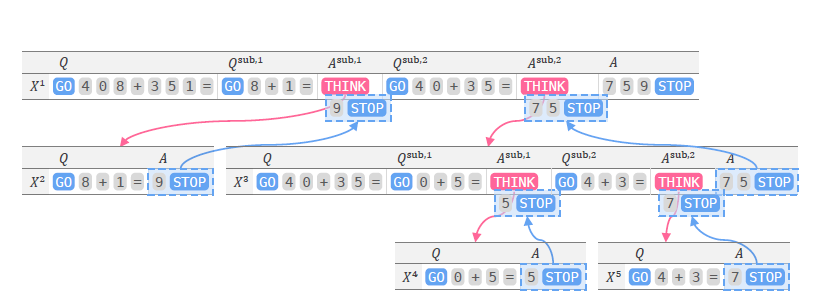 Q Q^sub,1 A^sub,1 Q^sub,2 A^sub,2 A
X¹ GO 4 0 8 + 3 5 1 = GO 8 + 1 = THINK GO 4 0 + 3 5 = THINK 7 5 9 STOP
9 STOP 7 5 STOP
Q A Q Q^sub,1 A^sub,1 Q^sub,2 A^sub,2 A
X² GO 8 + 1 = 9 STOP X³ GO 4 0 + 3 5 = GO 0 + 5 = THINK GO 4 + 3 = THINK 7 5 STOP
5 STOP 7 STOP
Q A Q A
X⁴ GO 0 + 5 = 5 STOP X⁵ GO 4 + 3 = 7 STOP